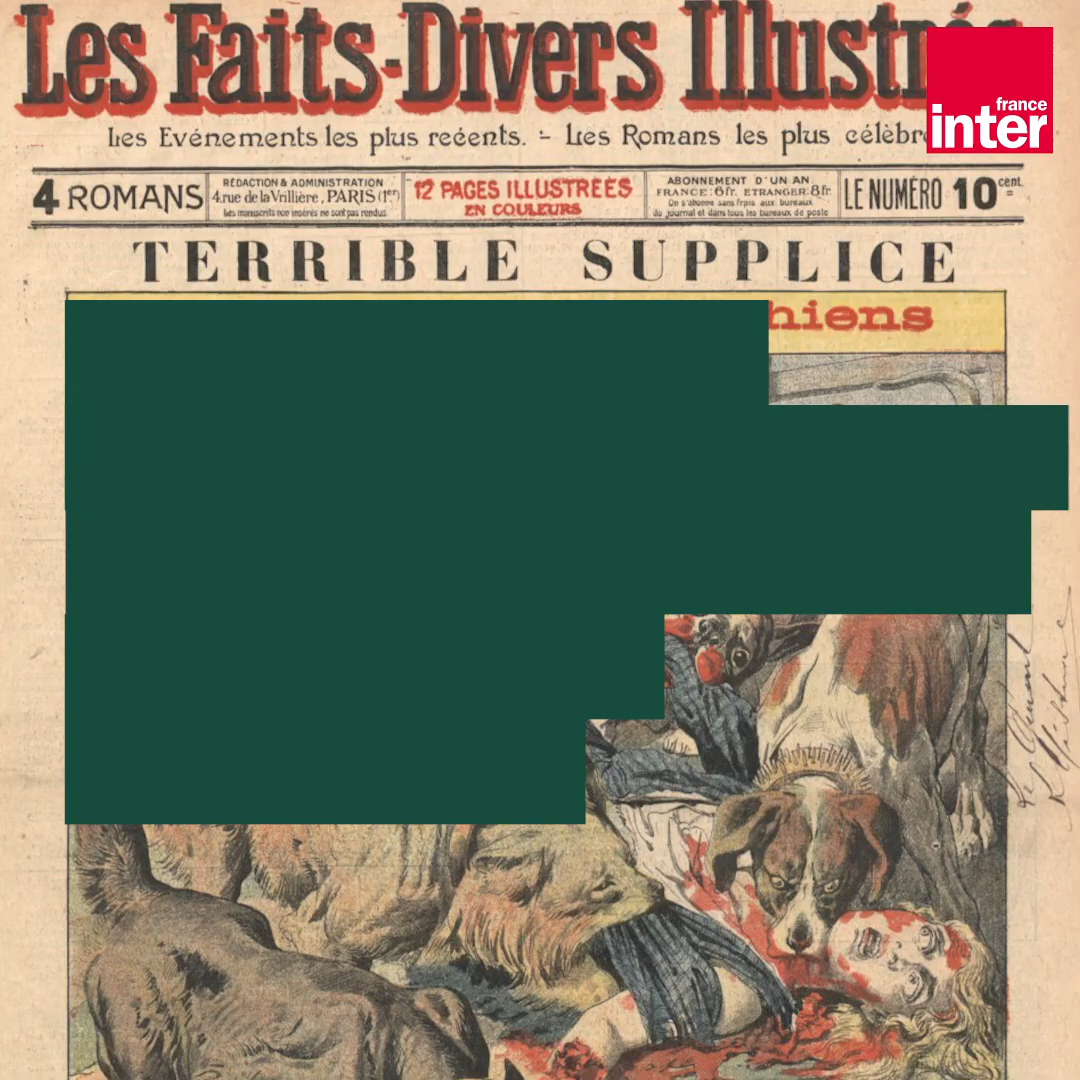 Les Faits-Divers Illustrés
france
inter
Les Evénements les plus récents. - Les Romans les plus célèbr
4 ROMANS
RÉDACTION & ADMINISTRATION
4.rue de la Vrillière, PARIS (1er)
Les manuscrits non insérés ne sont pas rendus
12 PAGES ILLUSTRÉES
EN COULEURS
ABONNEMENT D'UN AN
FRANCE: 6fr. ETRANGER: 8fr.
On s'abonne sans frais aux bureaux
du journal et dans tous les bureaux de poste
LE NUMÉRO 10 cent.
TERRIBLE SUPPLICE
hiens